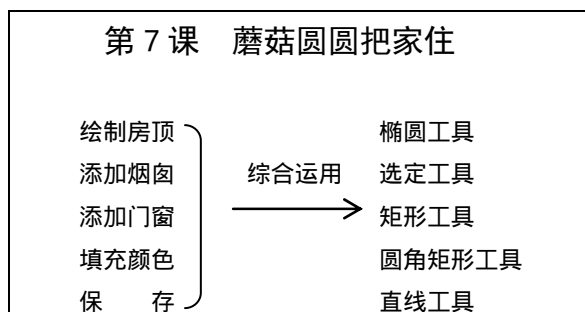 第 7 课 蘑菇圆圆把家住
绘制房顶 椭圆工具
添加烟囱 综合运用 选定工具
添加门窗 矩形工具
填充颜色 圆角矩形工具
保 存 直线工具